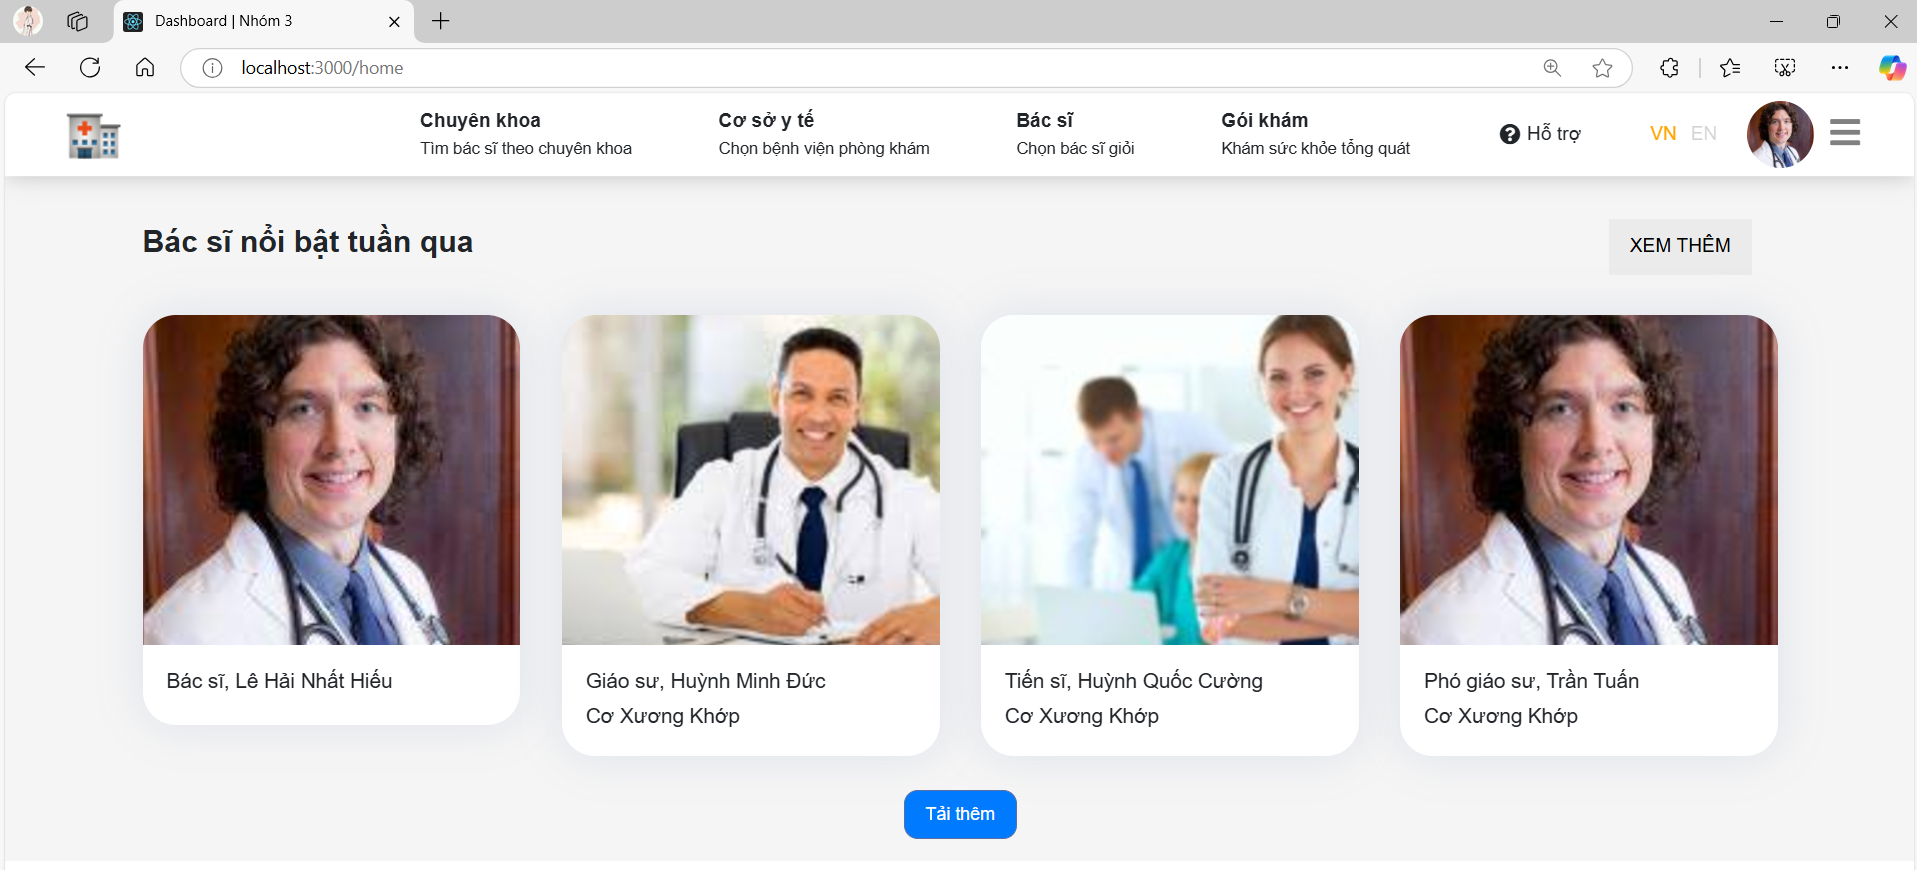 Dashboard | Nhóm 3
localhost:3000/home
Chuyên khoa
Tìm bác sĩ theo chuyên khoa
Cơ sở y tế
Chọn bệnh viện phòng khám
Bác sĩ
Chọn bác sĩ giỏi
Gói khám
Khám sức khỏe tổng quát
Hỗ trợ
VN EN
Bác sĩ nổi bật tuần qua
XEM THÊM
Bác sĩ, Lê Hải Nhất Hiếu
Giáo sư, Huỳnh Minh Đức
Cơ Xương Khớp
Tiến sĩ, Huỳnh Quốc Cường
Cơ Xương Khớp
Phó giáo sư, Trần Tuấn
Cơ Xương Khớp
Tải thêm